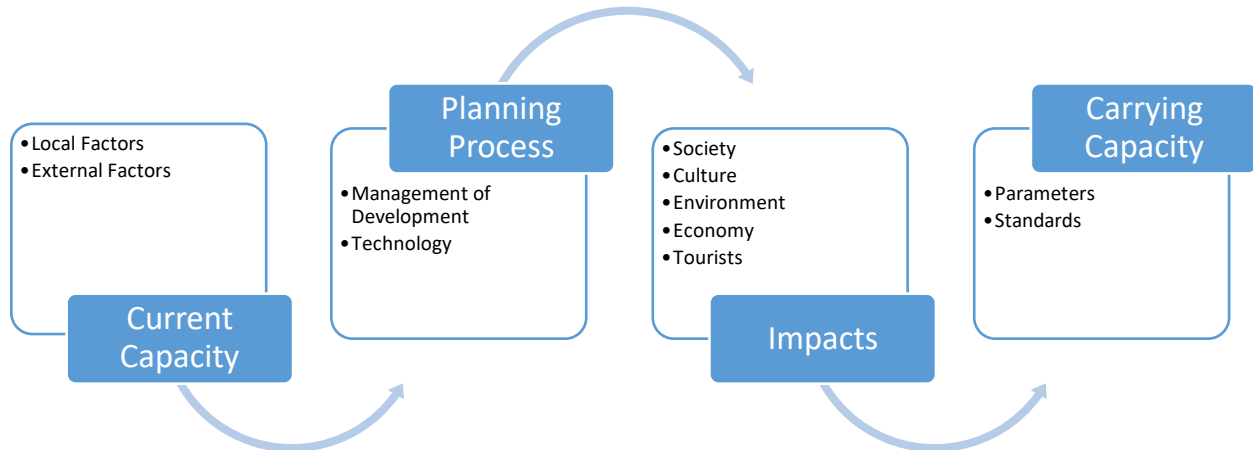 •Local Factors
•External Factors
Current
Capacity
Planning
Process
•Management of
Development
•Technology
•Society
•Culture
•Environment
•Economy
•Tourists
Impacts
Carrying
Capacity
•Parameters
•Standards